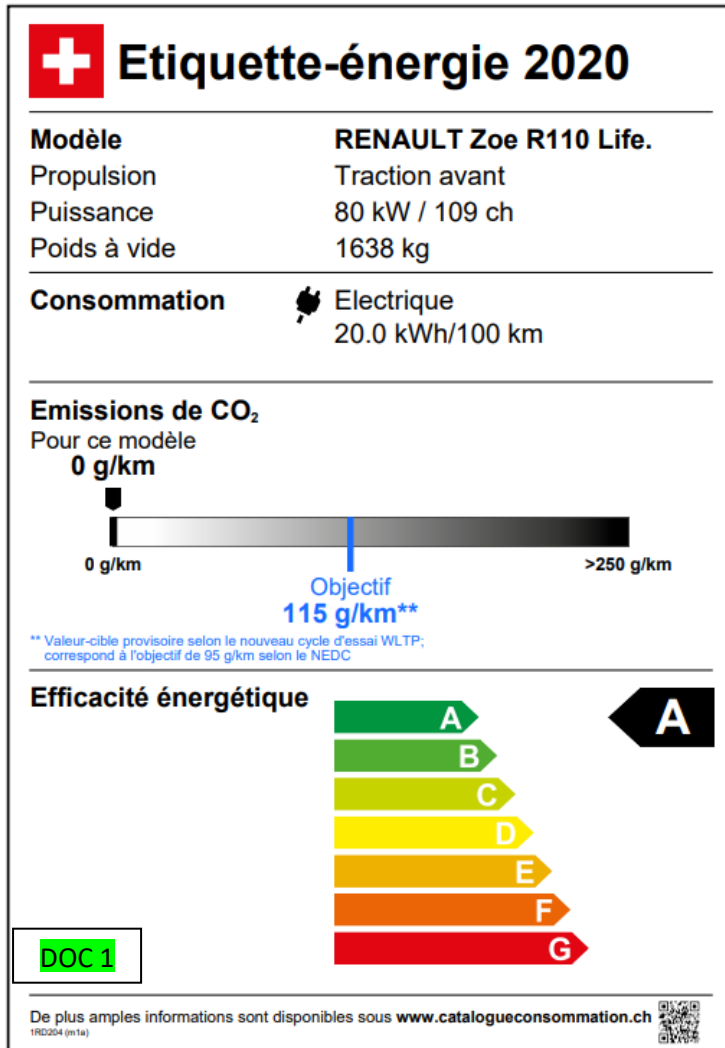 Etiquette-énergie 2020
Modèle RENAULT Zoe R110 Life.
Propulsion Traction avant
Puissance 80 kW / 109 ch
Poids à vide 1638 kg
Consommation Electrique
20.0 kWh/100 km
Emissions de CO₂
Pour ce modèle
0 g/km
0 g/km >250 g/km
Objectif
115 g/km**
** Valeur-cible provisoire selon le nouveau cycle d'essai WLTP;
correspond à l'objectif de 95 g/km selon le NEDC
Efficacité énergétique
A A
B
C
D
E
F
G
DOC 1
De plus amples informations sont disponibles sous www.catalogueconsommation.ch
1RD204 (m1a)